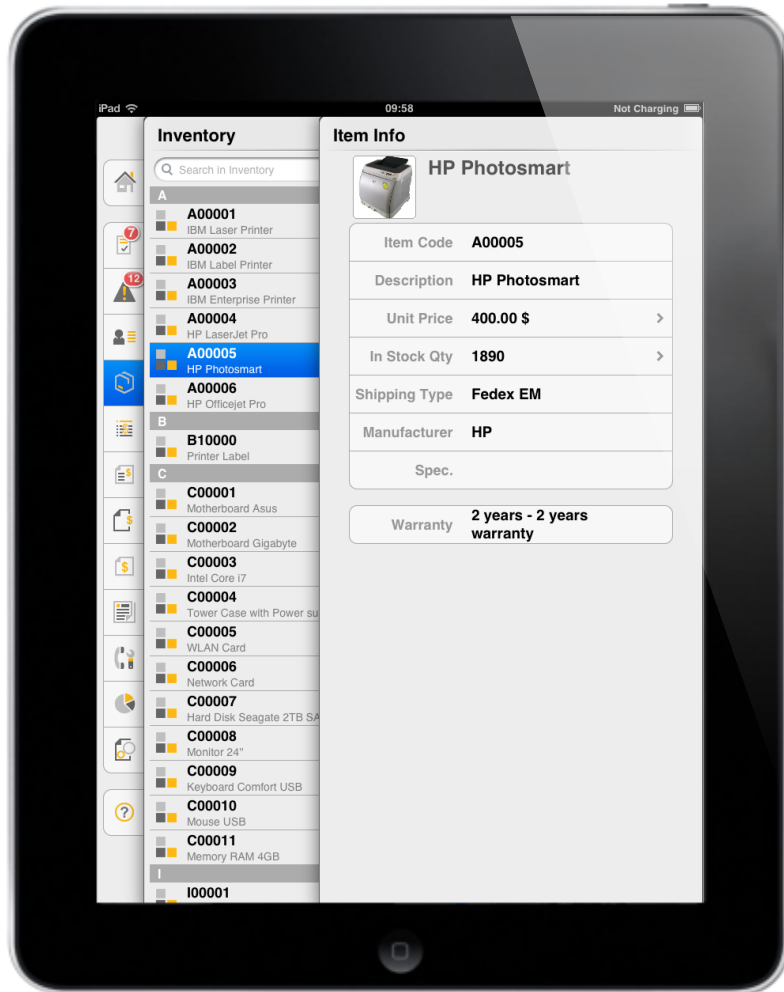 iPad 09:58 Not Charging
Inventory
Search in Inventory
A
A00001
IBM Laser Printer
A00002
IBM Label Printer
A00003
IBM Enterprise Printer
A00004
HP LaserJet Pro
A00005
HP Photosmart
A00006
HP Officejet Pro
B
B10000
Printer Label
C
C00001
Motherboard Asus
C00002
Motherboard Gigabyte
C00003
Intel Core i7
C00004
Tower Case with Power su
C00005
WLAN Card
C00006
Network Card
C00007
Hard Disk Seagate 2TB SA
C00008
Monitor 24"
C00009
Keyboard Comfort USB
C00010
Mouse USB
C00011
Memory RAM 4GB
I
I00001
7
12
$
$
$
?
Item Info
HP Photosmart
Item Code A00005
Description HP Photosmart
Unit Price 400.00 $
In Stock Qty 1890
Shipping Type Fedex EM
Manufacturer HP
Spec.
Warranty 2 years - 2 years
warranty